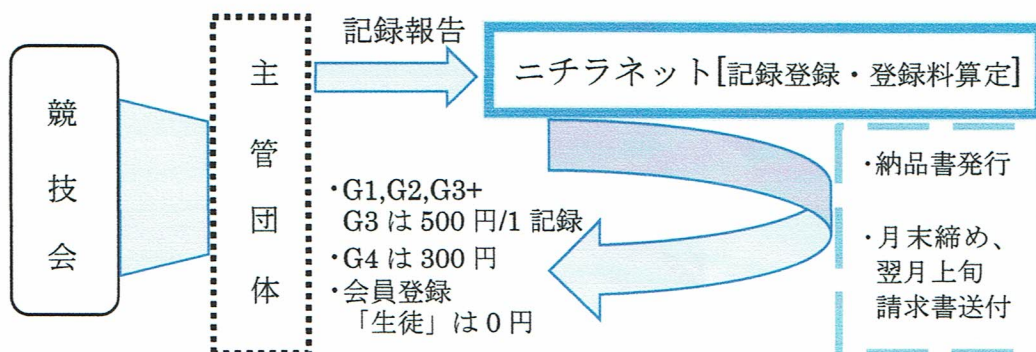 競技会
主管団体
記録報告
ニチラネット[記録登録・登録料算定]
・G1,G2,G3+
G3は500円/1記録
・G4は300円
・会員登録
「生徒」は0円
・納品書発行
・月末締め、
翌月上旬
請求書送付